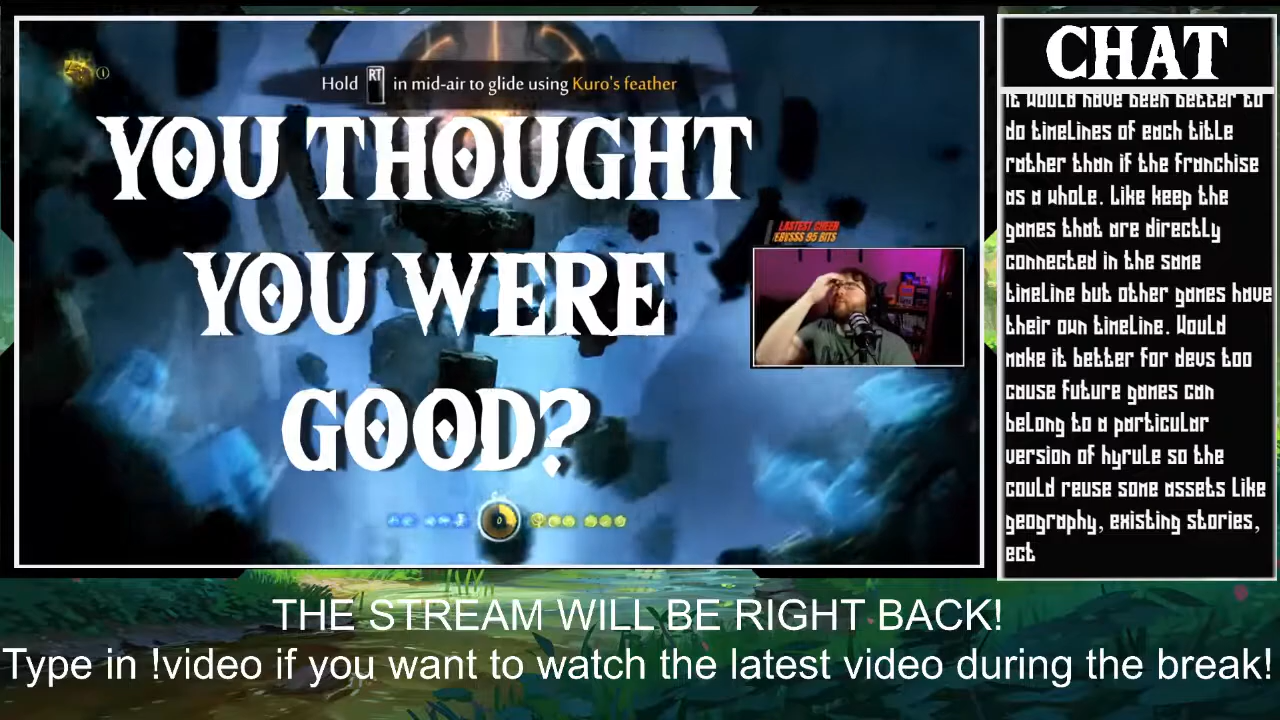 Hold RT in mid-air to glide using Kuro's feather
YOU THOUGHT
YOU WERE
GOOD?
LASTEST CHEER
95 BITS
0
CHAT
it would have been better to
do timelines of each title
rather than if the franchise
as a whole. Like keep the
games that are directly
connected in the same
timeline but other games have
their own timeline. Would
make it better for devs too
cause future games can
belong to a particular
version of hyrule so the
could reuse some assets like
geography, existing stories,
ect
THE STREAM WILL BE RIGHT BACK!
Type in !video if you want to watch the latest video during the break!